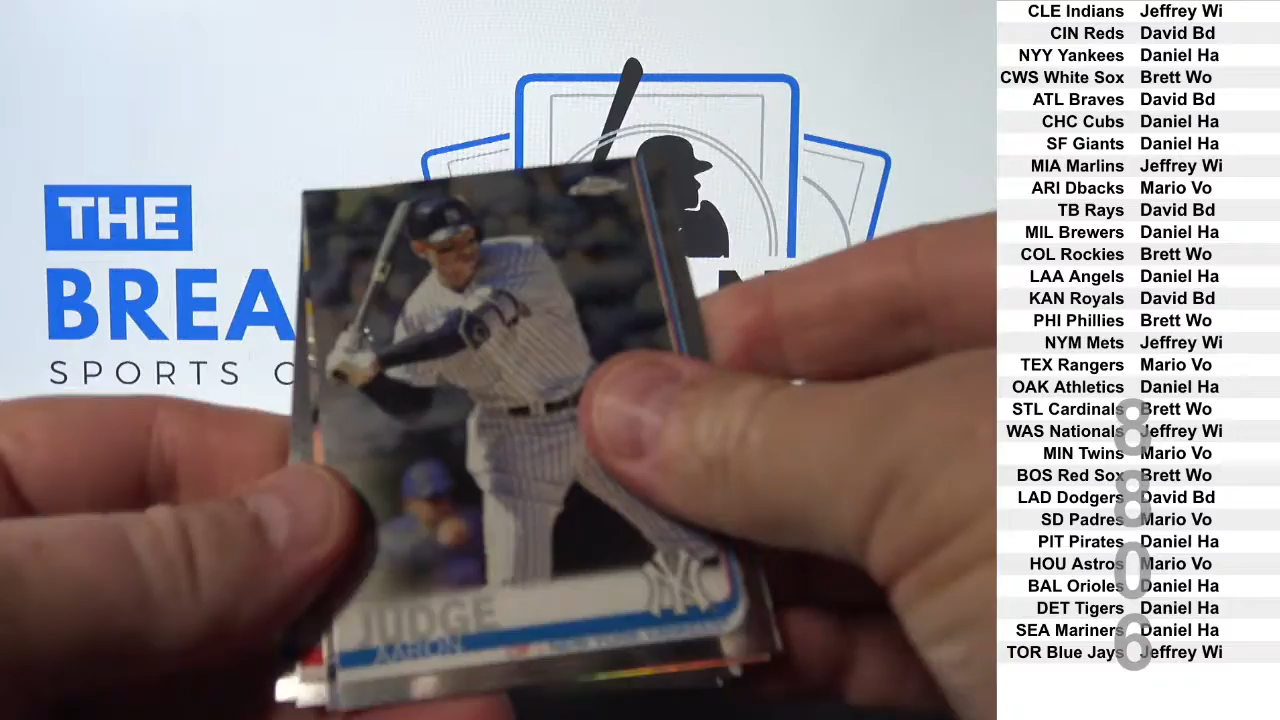 THE
BREA
SPORTS
JUDGE
AARON
NY
CLE Indians Jeffrey Wi
CIN Reds David Bd
NYY Yankees Daniel Ha
CWS White Sox Brett Wo
ATL Braves David Bd
CHC Cubs Daniel Ha
SF Giants Daniel Ha
MIA Marlins Jeffrey Wi
ARI Dbacks Mario Vo
TB Rays David Bd
MIL Brewers Daniel Ha
COL Rockies Brett Wo
LAA Angels Daniel Ha
KAN Royals David Bd
PHI Phillies Brett Wo
NYM Mets Jeffrey Wi
TEX Rangers Mario Vo
OAK Athletics Daniel Ha
STL Cardinals Brett Wo
WAS Nationals Jeffrey Wi
MIN Twins Mario Vo
BOS Red Sox Brett Wo
LAD Dodgers David Bd
SD Padres Mario Vo
PIT Pirates Daniel Ha
HOU Astros Mario Vo
BAL Orioles Daniel Ha
DET Tigers Daniel Ha
SEA Mariners Daniel Ha
TOR Blue Jays Jeffrey Wi
8806